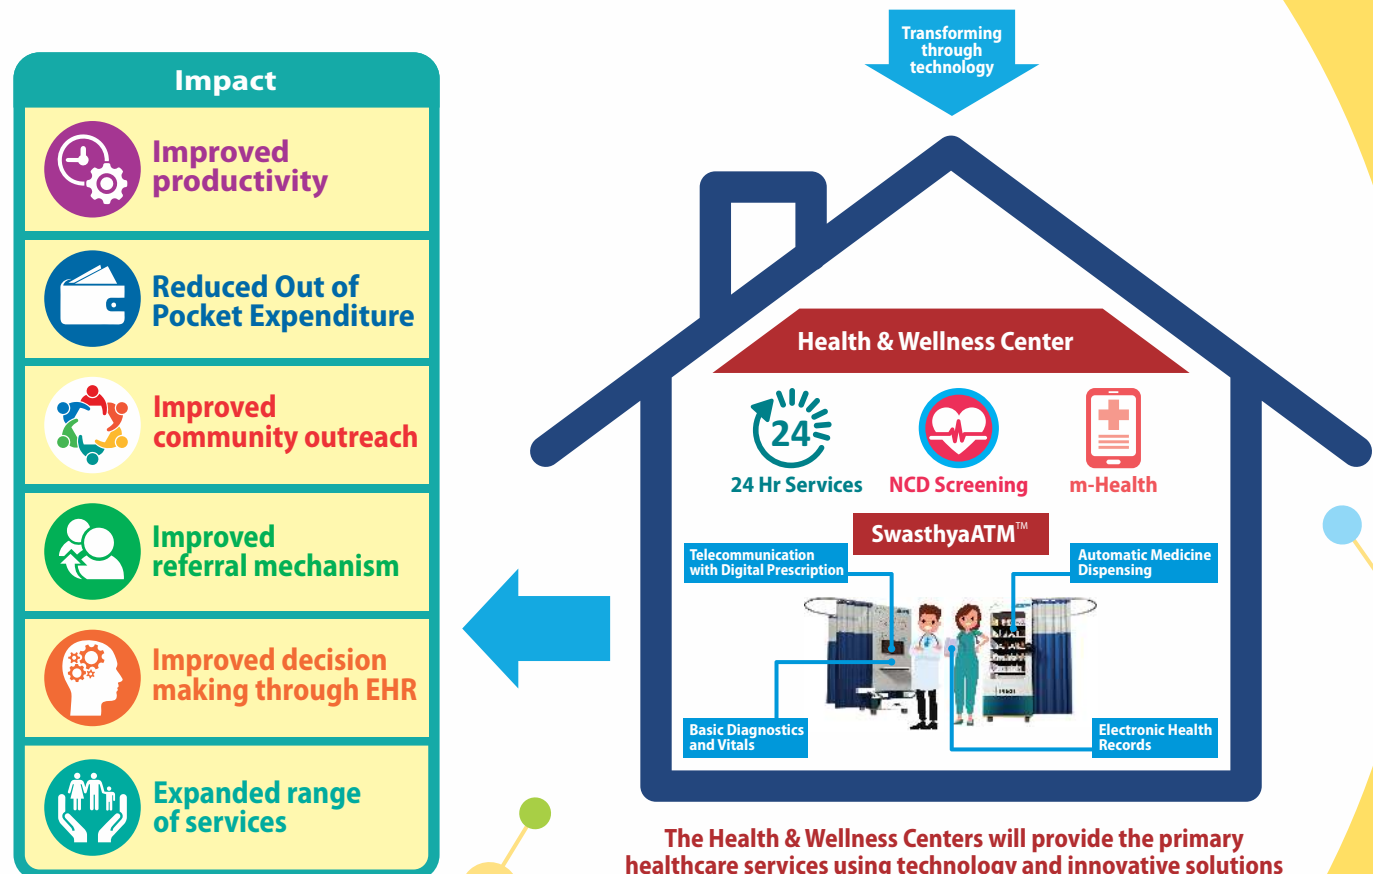 Transforming
through
technology
Impact
Improved
productivity
Reduced Out of
Pocket Expenditure
Improved
community outreach
Improved
referral mechanism
Improved decision
making through EHR
Expanded range
of services
Health & Wellness Center
24
24 Hr Services
NCD Screening
m-Health
SwasthyaATM™
Telecommunication
with Digital Prescription
Automatic Medicine
Dispensing
Basic Diagnostics
and Vitals
Electronic Health
Records
The Health & Wellness Centers will provide the primary
healthcare services using technology and innovative solutions